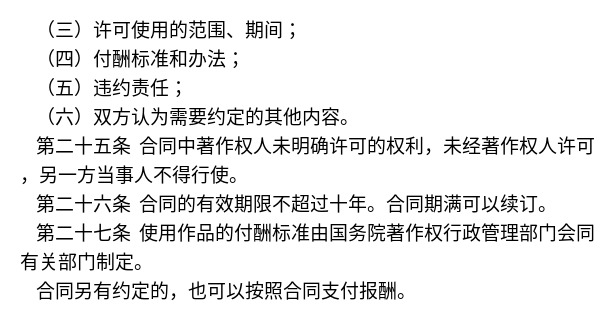 （三）许可使用的范围、期间；
（四）付酬标准和办法；
（五）违约责任；
（六）双方认为需要约定的其他内容。
第二十五条 合同中著作权人未明确许可的权利，未经著作权人许可
，另一方当事人不得行使。
第二十六条 合同的有效期限不超过十年。合同期满可以续订。
第二十七条 使用作品的付酬标准由国务院著作权行政管理部门会同
有关部门制定。
合同另有约定的，也可以按照合同支付报酬。